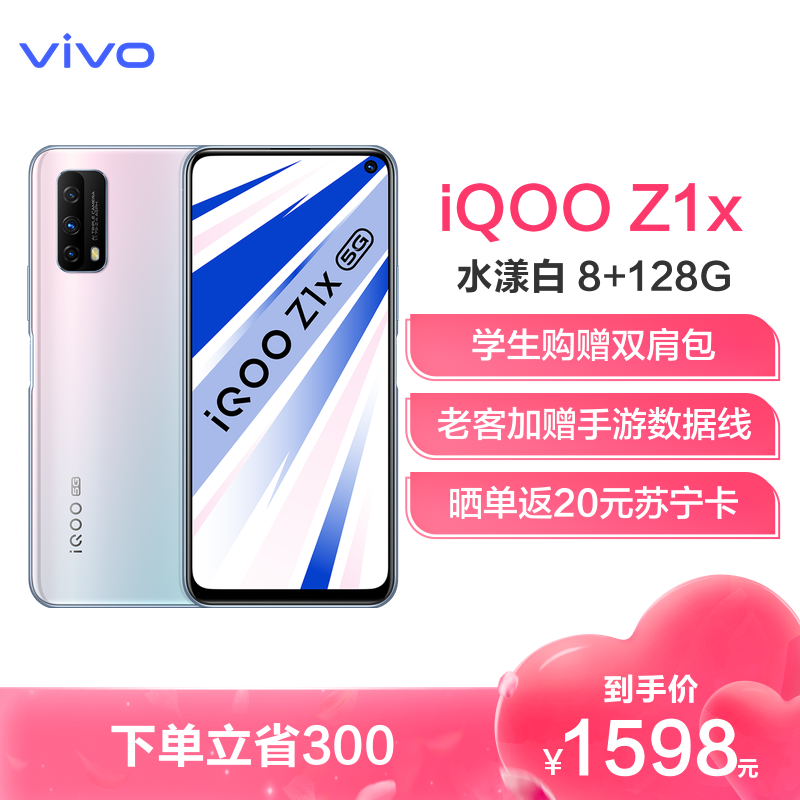 vivo
iQOO Z1x
水漾白 8+128G
学生购赠双肩包
老客加赠手游数据线
晒单返20元苏宁卡
iQOO Z1x 5G
iQOO 5G
到手价
¥1598元
下单立省300